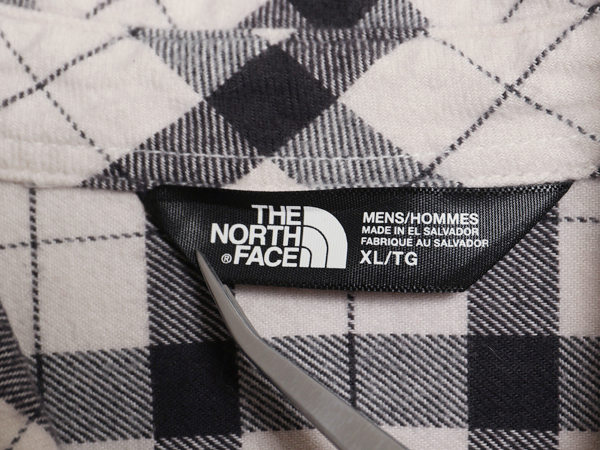 THE
NORTH
® FACE
MENS/HOMMES
MADE IN EL SALVADOR
FABRIQUÉ AU SALVADOR
XL/TG